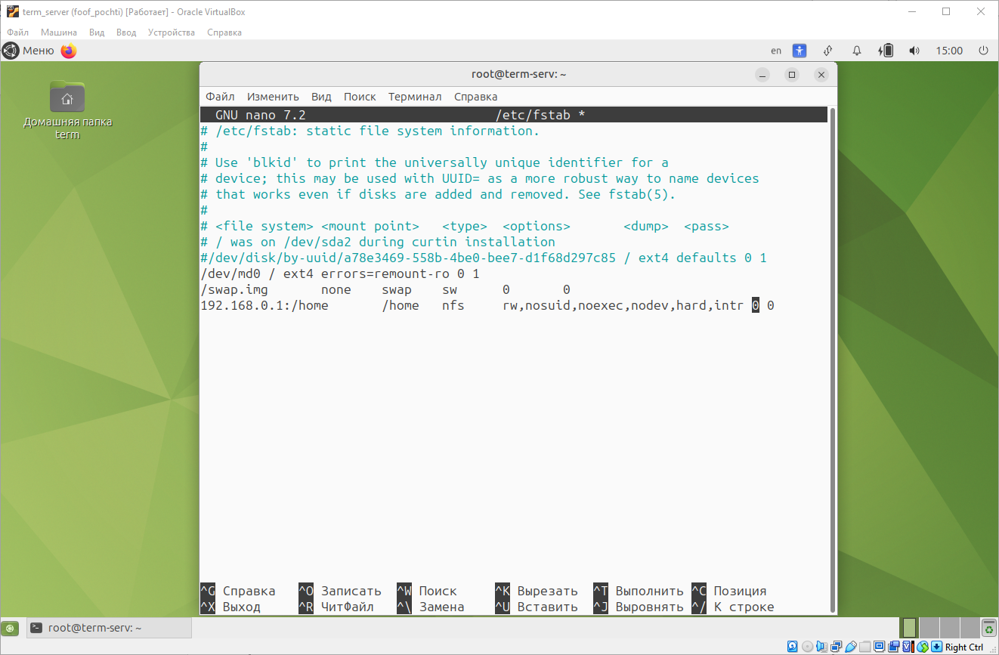 term_server (foof_pochti) [Работает] - Oracle VirtualBox
Файл Машина Вид Ввод Устройства Справка
Меню en 15:00
Домашняя папка
term
root@term-serv: ~
Файл Изменить Вид Поиск Терминал Справка
GNU nano 7.2 /etc/fstab *
# /etc/fstab: static file system information.
#
# Use 'blkid' to print the universally unique identifier for a
# device; this may be used with UUID= as a more robust way to name devices
# that works even if disks are added and removed. See fstab(5).
#
# <file system> <mount point> <type> <options> <dump> <pass>
# / was on /dev/sda2 during curtin installation
#/dev/disk/by-uuid/a78e3469-558b-4be0-bee7-d1f68d297c85 / ext4 defaults 0 1
/dev/md0 / ext4 errors=remount-ro 0 1
/swap.img none swap sw 0 0
192.168.0.1:/home /home nfs rw,nosuid,noexec,nodev,hard,intr 0 0
^G Справка ^O Записать ^W Поиск ^K Вырезать ^T Выполнить ^C Позиция
^X Выход ^R ЧитФайл ^\ Замена ^U Вставить ^J Выровнять ^/ К строке
root@term-serv: ~
Right Ctrl